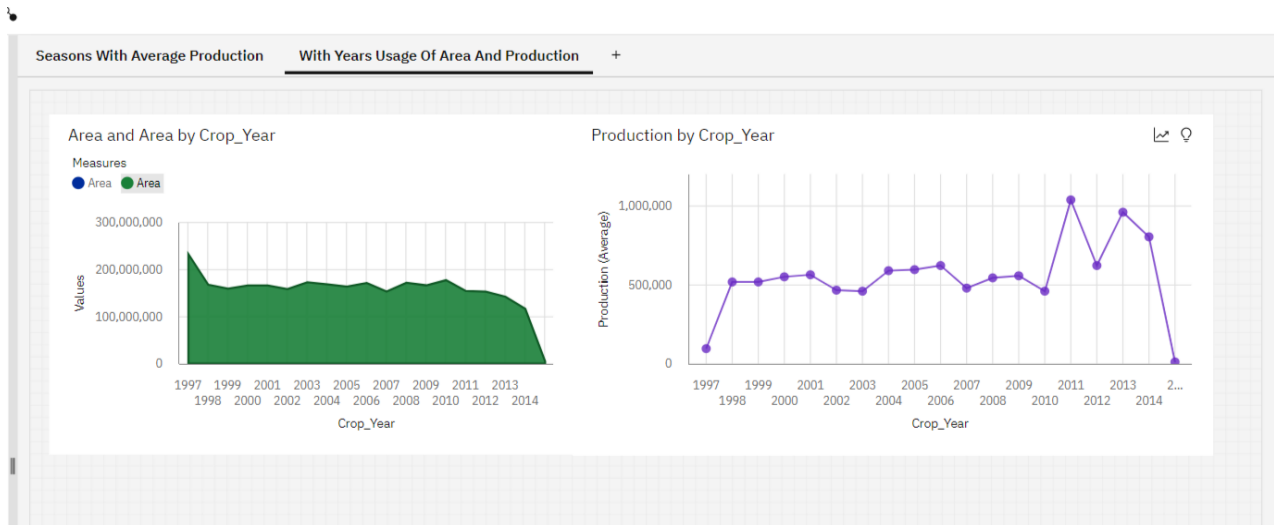 Seasons With Average Production
With Years Usage Of Area And Production
+
Area and Area by Crop_Year
Measures
Area
Area
300,000,000
200,000,000
100,000,000
0
Values
1997 1999 2001 2003 2005 2007 2009 2011 2013
1998 2000 2002 2004 2006 2008 2010 2012 2014
Crop_Year
Production by Crop_Year
1,000,000
500,000
0
Production (Average)
1997 1999 2001 2003 2005 2007 2009 2011 2013 2...
1998 2000 2002 2004 2006 2008 2010 2012 2014
Crop_Year